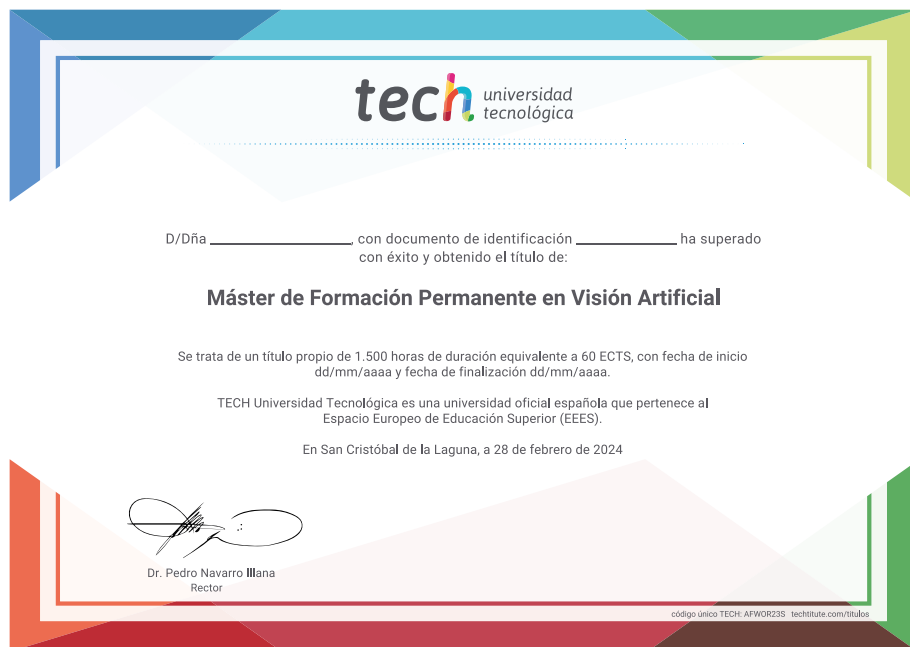 tech universidad
tecnológica
D/Dña ________________, con documento de identificación ____________ ha superado
con éxito y obtenido el título de:
Máster de Formación Permanente en Visión Artificial
Se trata de un título propio de 1.500 horas de duración equivalente a 60 ECTS, con fecha de inicio
dd/mm/aaaa y fecha de finalización dd/mm/aaaa.
TECH Universidad Tecnológica es una universidad oficial española que pertenece al
Espacio Europeo de Educación Superior (EEES).
En San Cristóbal de la Laguna, a 28 de febrero de 2024
Dr. Pedro Navarro Illana
Rector
código único TECH: AFWOR23S techtitute.com/titulos